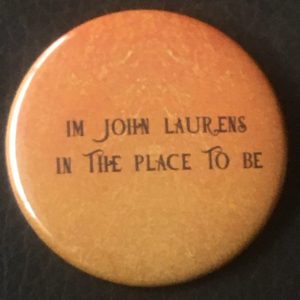 IM JOHN LAURENS
IN THE PLACE TO BE